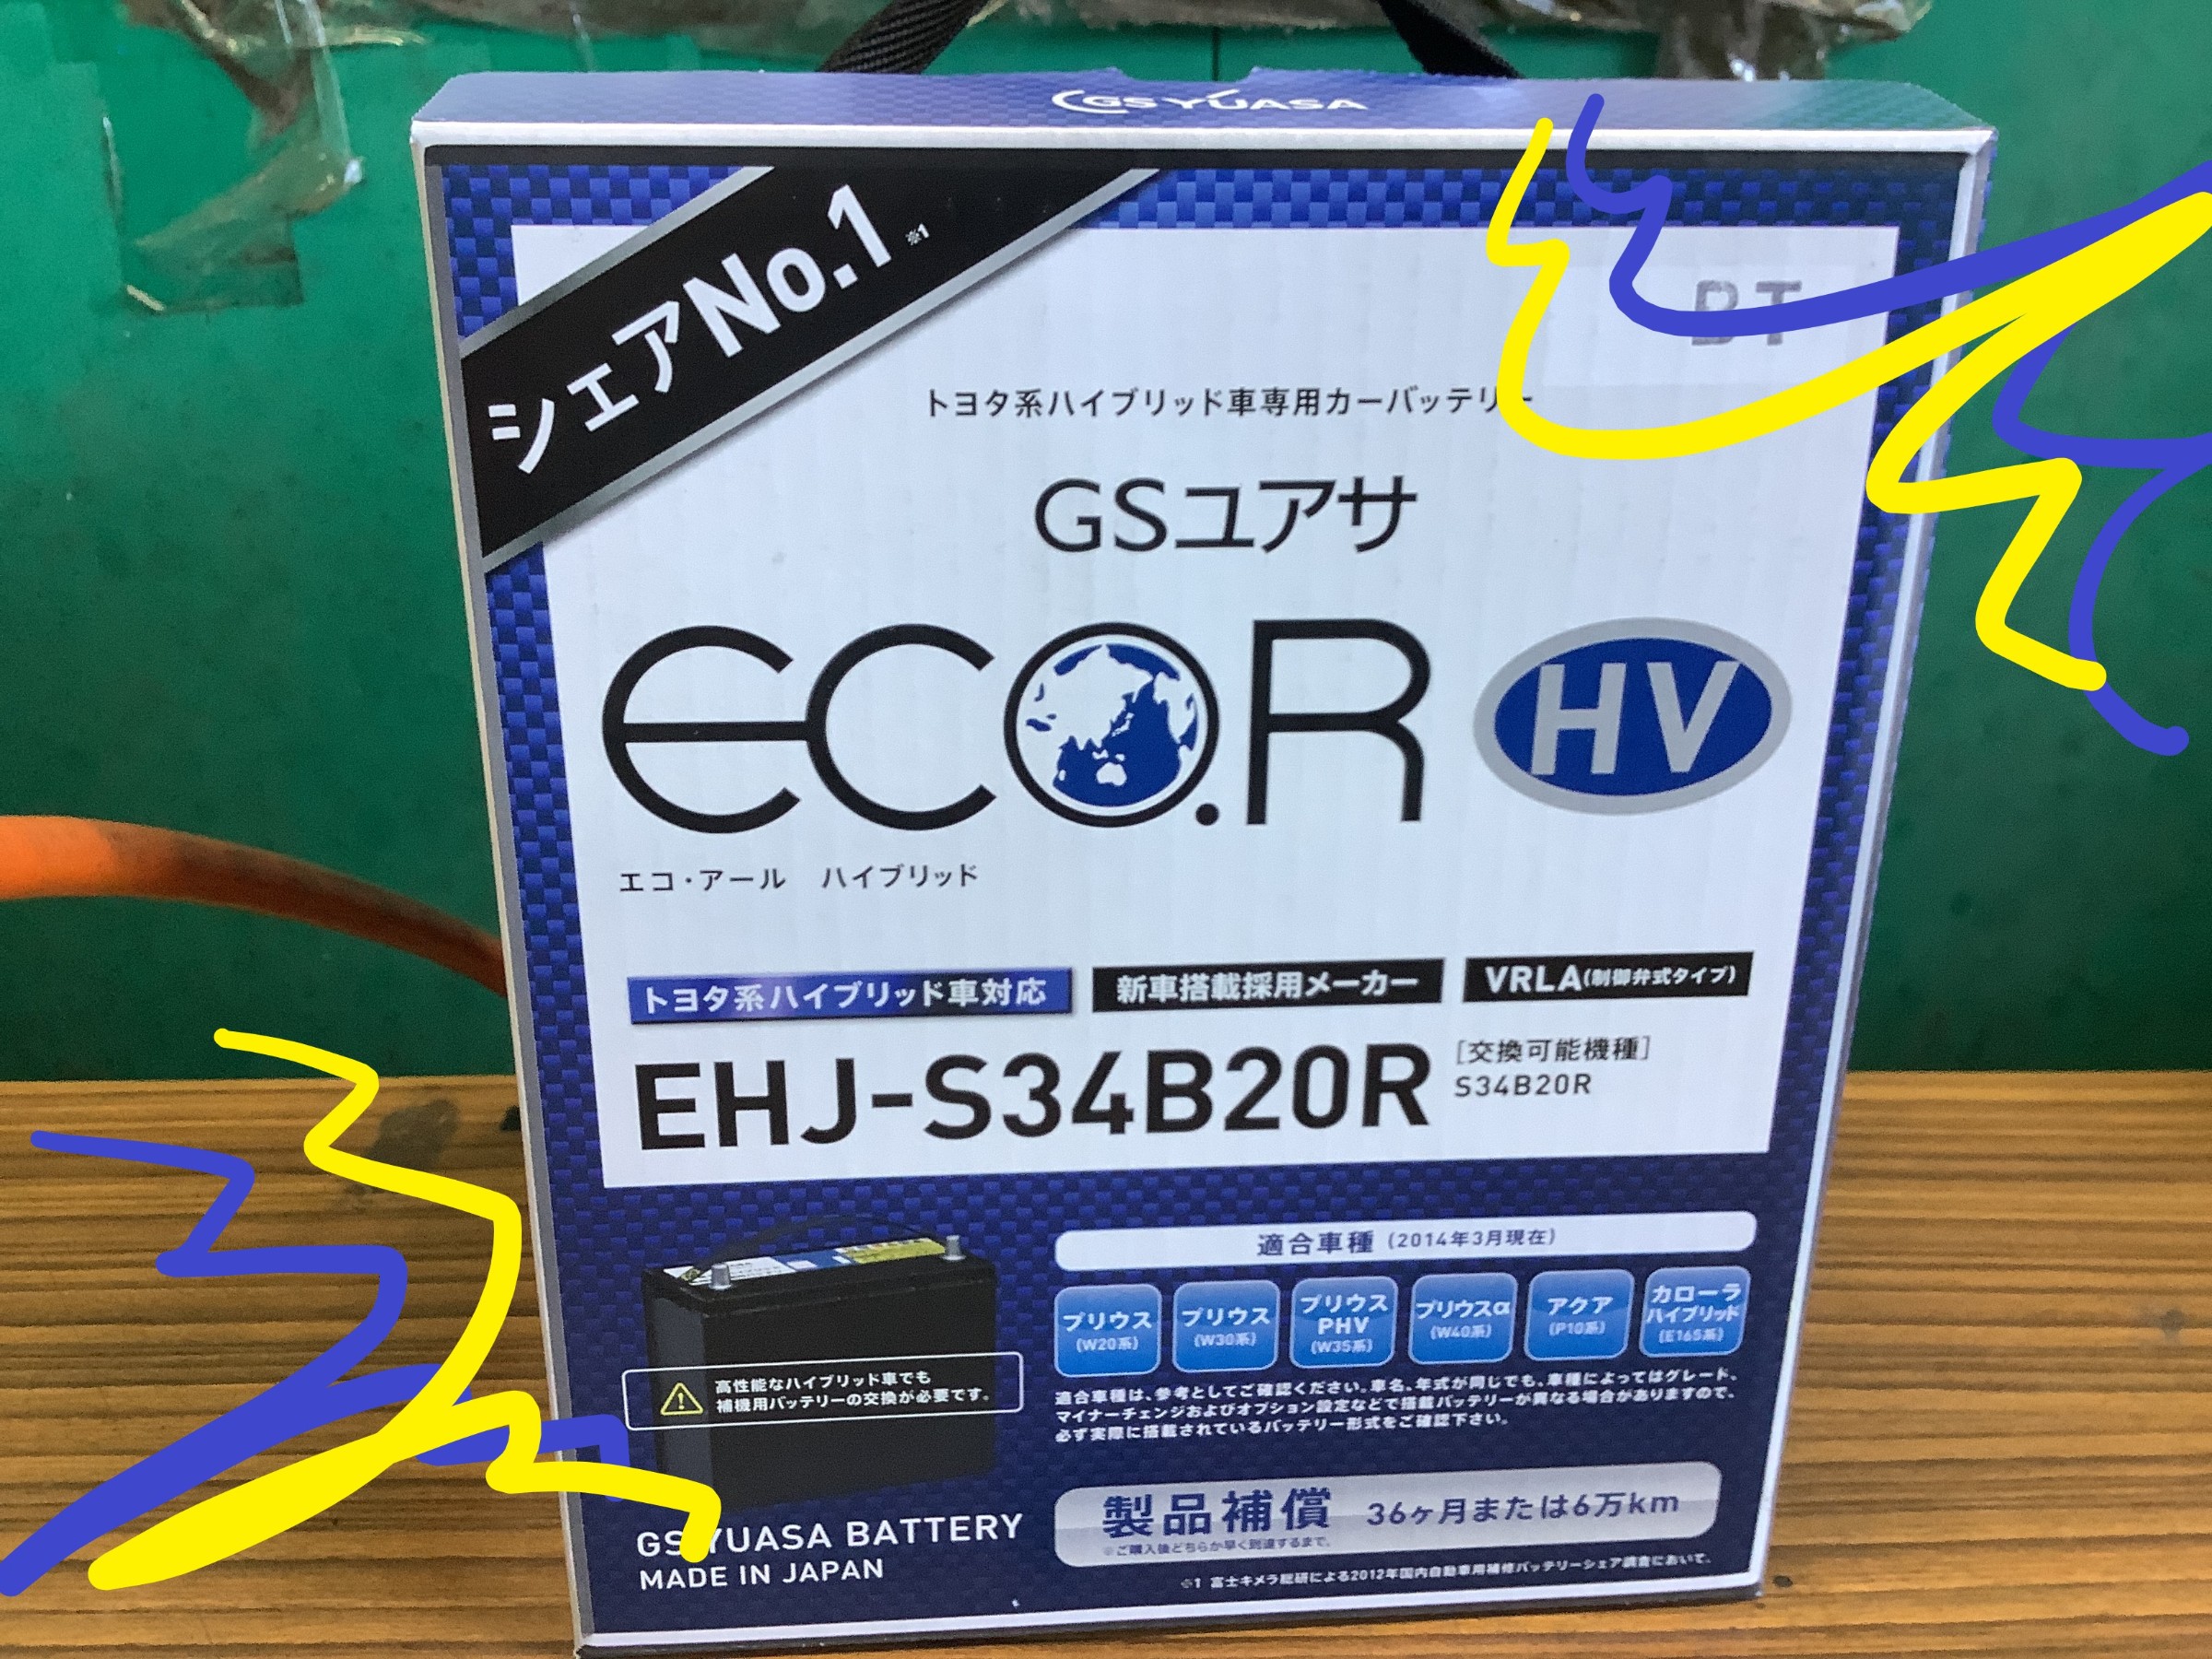 GS YUASA
シェアNo.1 ※1
BT
トヨタ系ハイブリッド車専用カーバッテリー
GSユアサ
ECO.R HV
エコ・アール ハイブリッド
トヨタ系ハイブリッド車対応 新車搭載採用メーカー VRLA(制御弁式タイプ)
EHJ-S34B20R [交換可能機種]
S34B20R
適合車種 (2014年3月現在)
プリウス (W20系)
プリウス (W30系)
プリウス PHV (W35系)
プリウスα (W40系)
アクア (P10系)
カローラ ハイブリッド (E165系)
高性能なハイブリッド車でも
補機用バッテリーの交換が必要です。
適合車種は、参考としてご確認ください。車名、年式が同じでも、車種によってはグレード、
マイナーチェンジおよびオプション設定などで搭載バッテリーが異なる場合がありますので、
必ず実際に搭載されているバッテリー形式をご確認下さい。
製品補償 36ヶ月または6万km
※ご購入後どちらか早く到達するまで。
GS YUASA BATTERY
MADE IN JAPAN
※1 富士キメラ総研による2012年国内自動車用補修バッテリーシェア調査において。